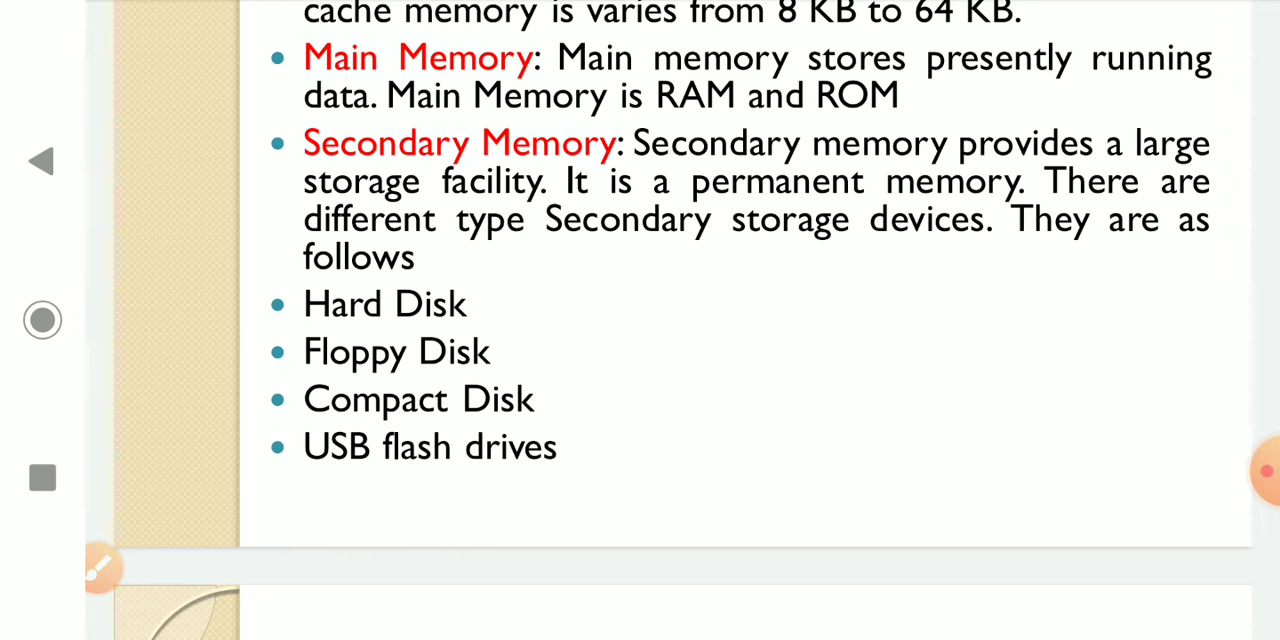 cache memory is varies from 8 KB to 64 KB.
• Main Memory: Main memory stores presently running
data. Main Memory is RAM and ROM
• Secondary Memory: Secondary memory provides a large
storage facility. It is a permanent memory. There are
different type Secondary storage devices. They are as
follows
• Hard Disk
• Floppy Disk
• Compact Disk
• USB flash drives